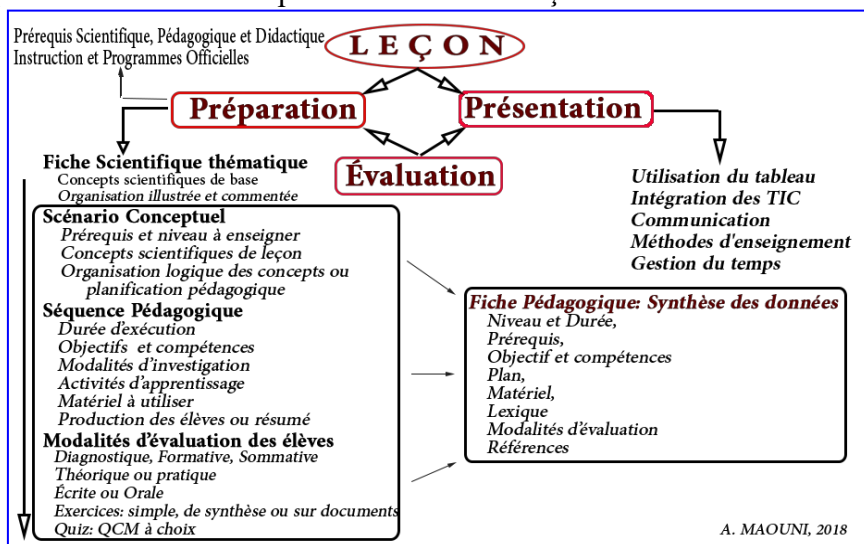 Prérequis Scientifique, Pédagogique et Didactique
Instruction et Programmes Officielles
LEÇON
Préparation
Présentation
Évaluation
Fiche Scientifique thématique
Concepts scientifiques de base
Organisation illustrée et commentée
Scénario Conceptuel
Prérequis et niveau à enseigner
Concepts scientifiques de leçon
Organisation logique des concepts ou
planification pédagogique
Séquence Pédagogique
Durée d'exécution
Objectifs et compétences
Modalités d'investigation
Activités d'apprentissage
Matériel à utiliser
Production des élèves ou résumé
Modalités d'évaluation des élèves
Diagnostique, Formative, Sommative
Théorique ou pratique
Écrite ou Orale
Exercices: simple, de synthèse ou sur documents
Quiz: QCM à choix
Utilisation du tableau
Intégration des TIC
Communication
Méthodes d'enseignement
Gestion du temps
Fiche Pédagogique: Synthèse des données
Niveau et Durée,
Prérequis,
Objectif et compétences
Plan,
Matériel,
Lexique
Modalités d'évaluation
Références
A. MAOUNI, 2018